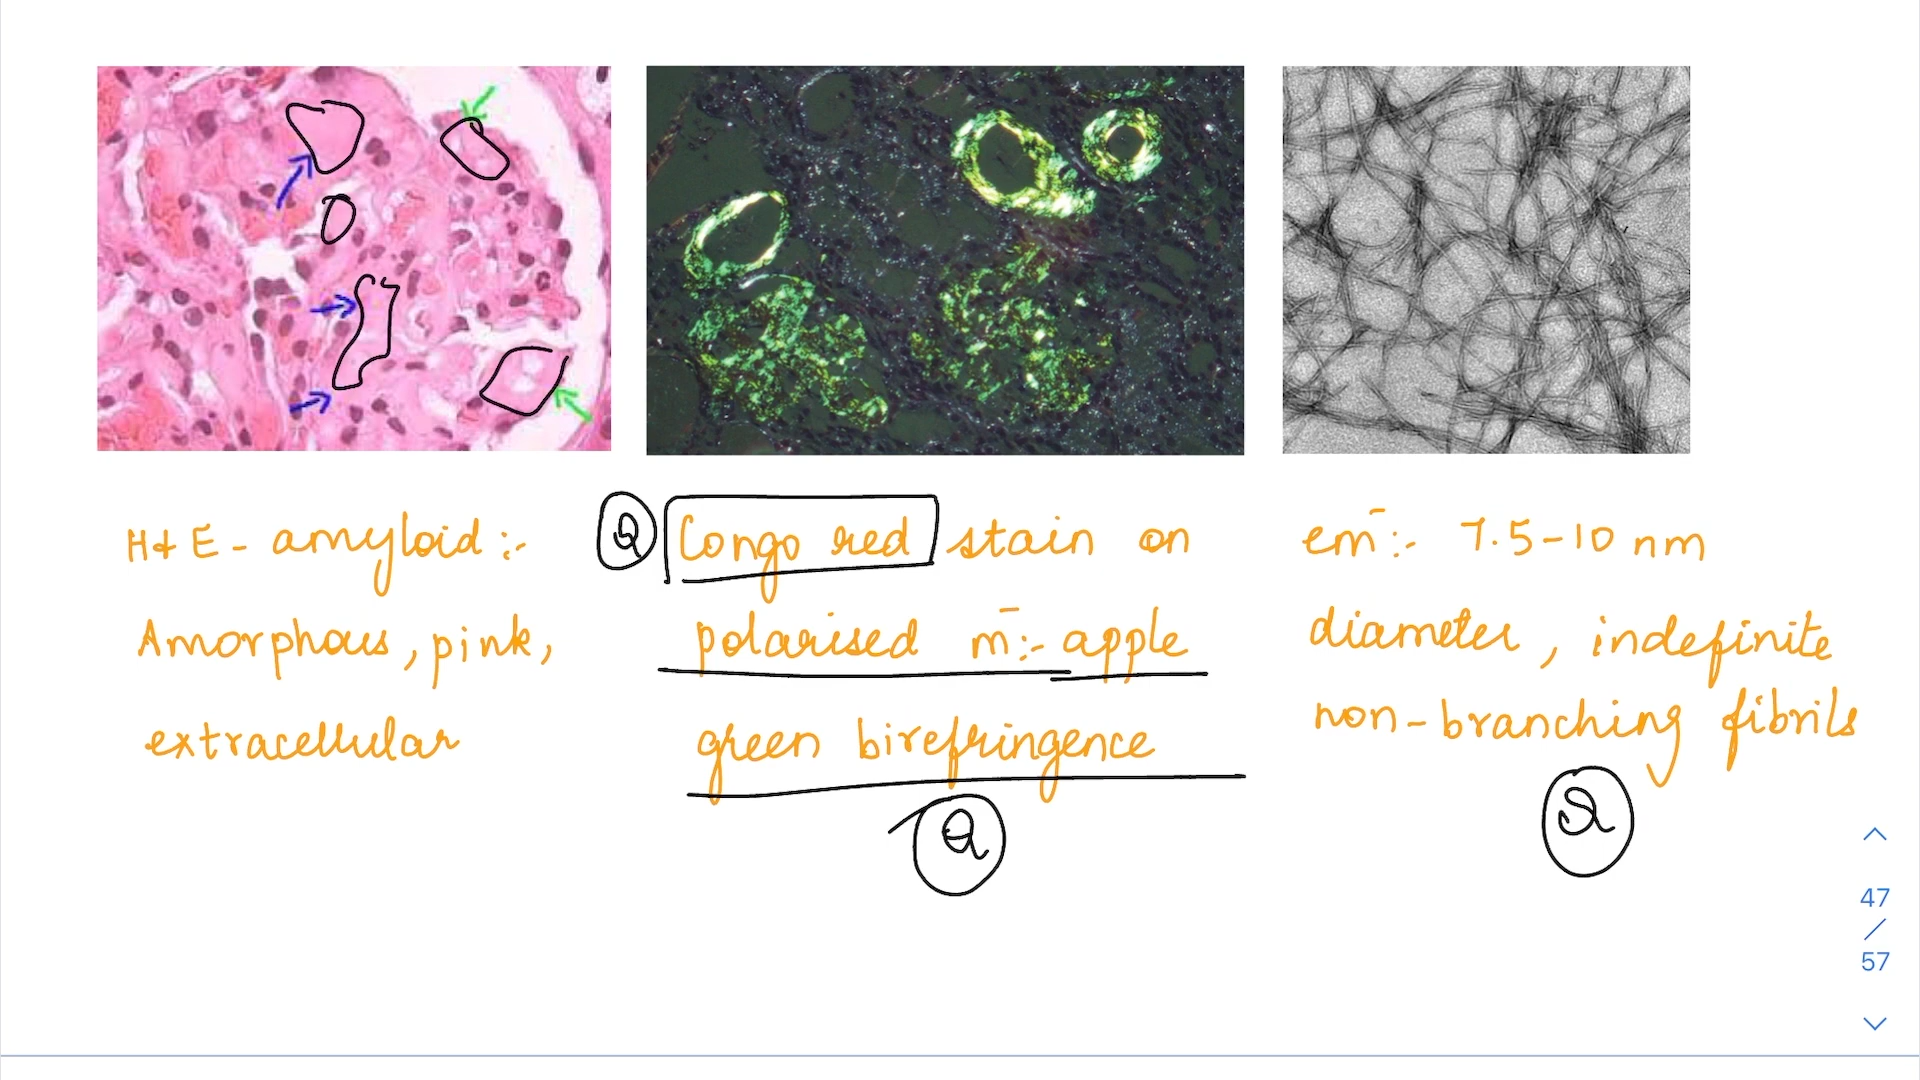 H&E - amyloid :-
Amorphous, pink,
extracellular
Q Congo red stain on
polarised m̄:- apple
green birefringence
Q
em̄:- 7.5-10 nm
diameter, indefinite
non-branching fibrils
Q
47
/
57